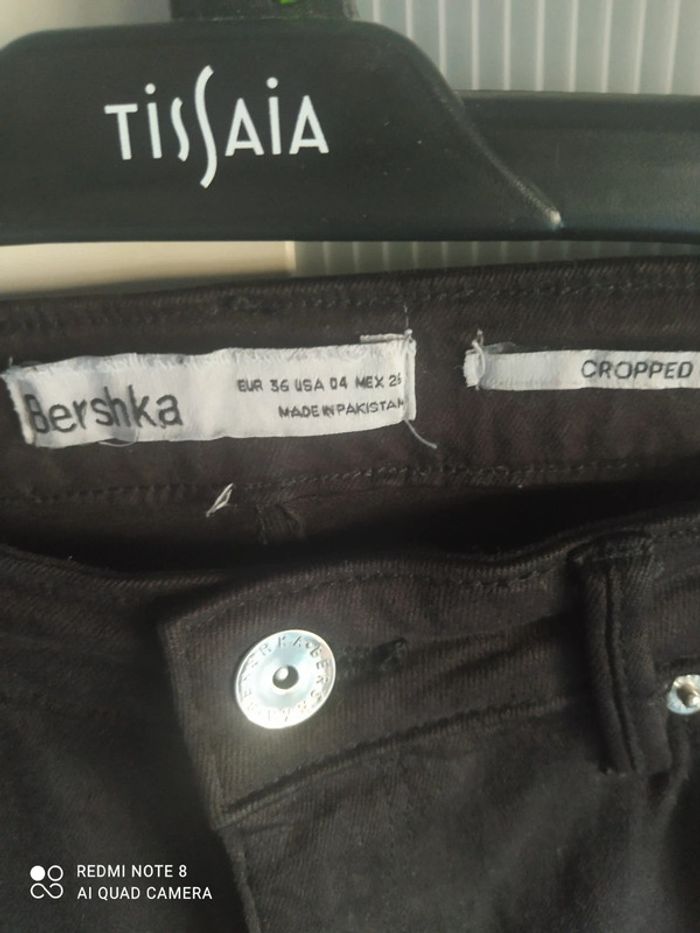 TISSAIA
Bershka
EUR 36 USA 04 MEX 26
MADE IN PAKISTAN
CROPPED
REDMI NOTE 8
AI QUAD CAMERA